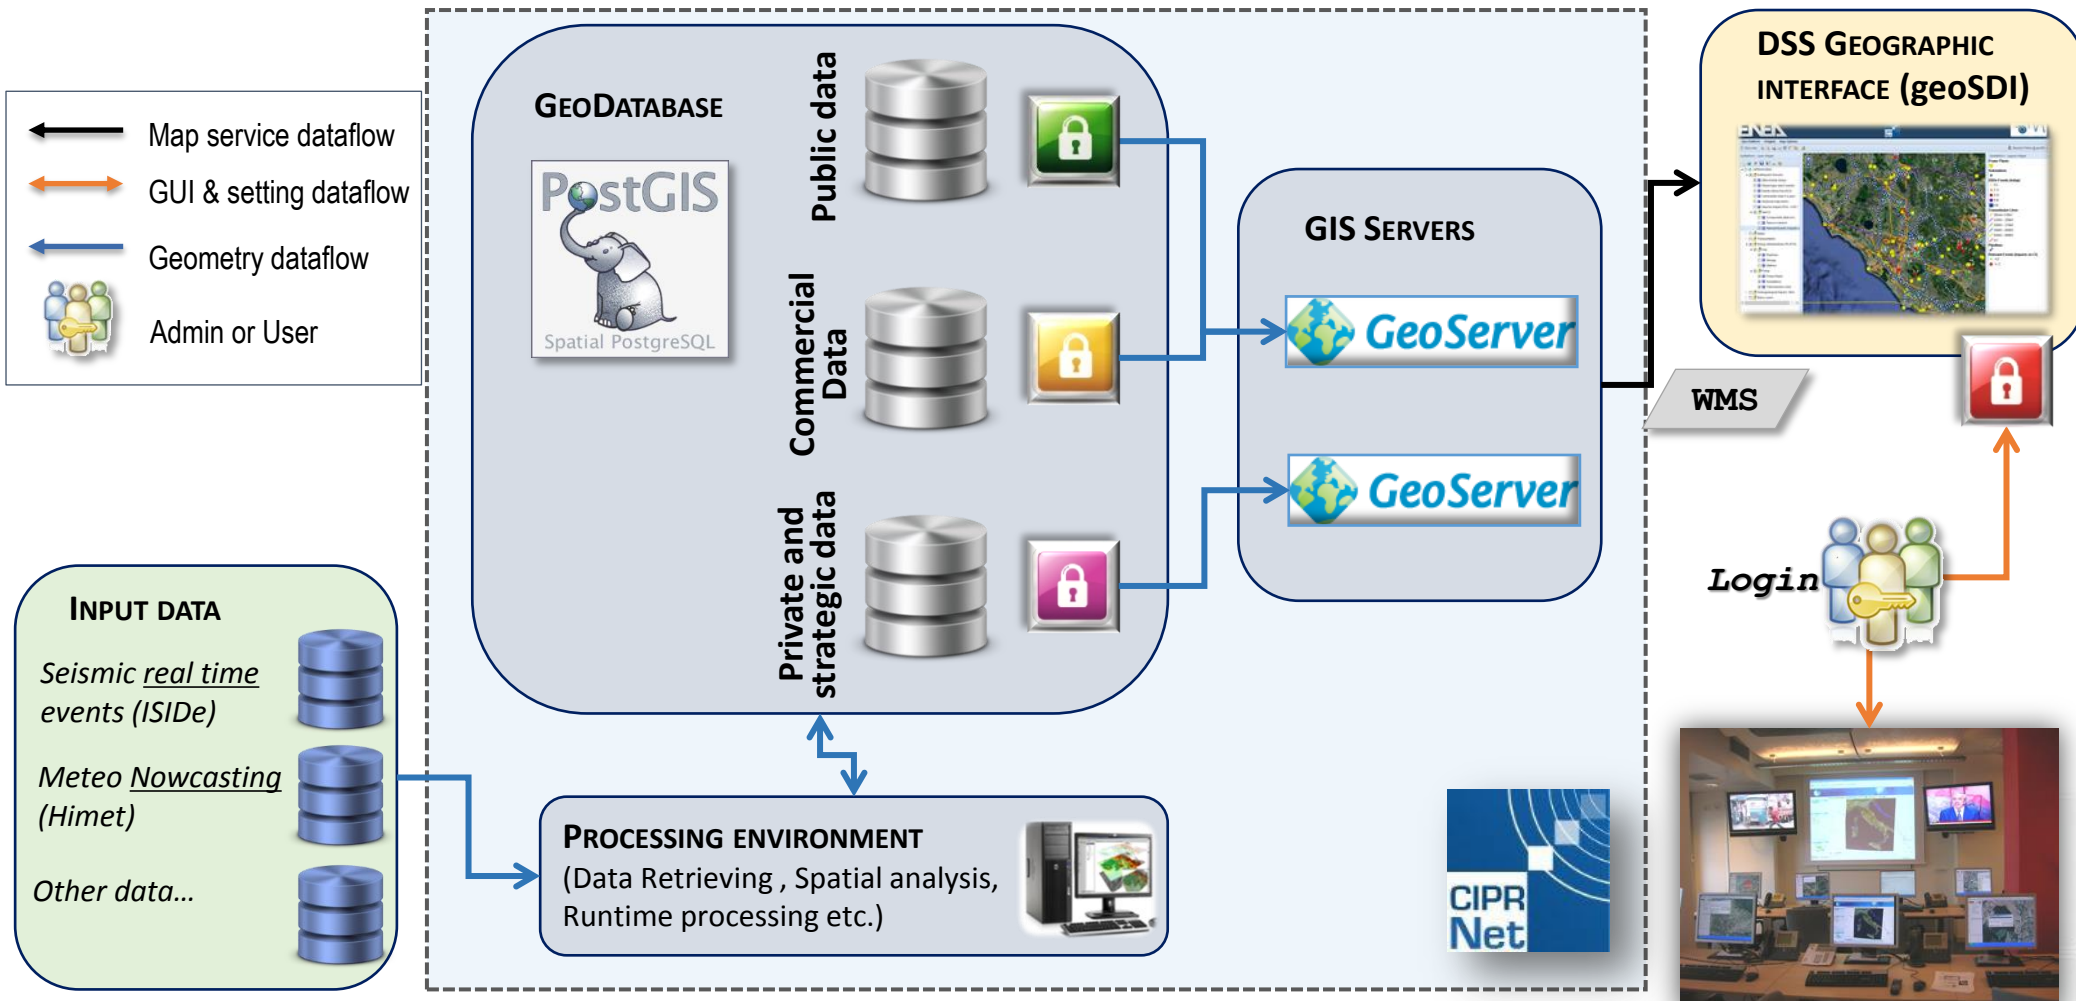 Map service dataflow
GUI & setting dataflow
Geometry dataflow
Admin or User
INPUT DATA
Seismic real time
events (ISIDe)
Meteo Nowcasting
(Himet)
Other data...
GEODATABASE
PostGIS
Spatial PostgreSQL
Public data
Commercial
Data
Private and
strategic data
PROCESSING ENVIRONMENT
(Data Retrieving , Spatial analysis,
Runtime processing etc.)
GIS SERVERS
GeoServer
GeoServer
CIPR
Net
WMS
DSS GEOGRAPHIC
INTERFACE (geoSDI)
ENEA
Login